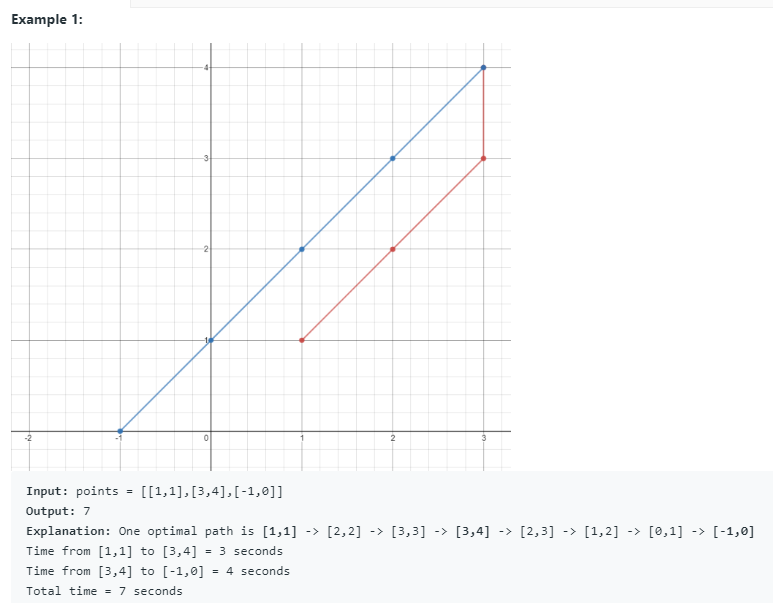 Example 1:
4
3
2
1
-2 -1 0 1 2 3
Input: points = [[1,1],[3,4],[-1,0]]
Output: 7
Explanation: One optimal path is [1,1] -> [2,2] -> [3,3] -> [3,4] -> [2,3] -> [1,2] -> [0,1] -> [-1,0]
Time from [1,1] to [3,4] = 3 seconds
Time from [3,4] to [-1,0] = 4 seconds
Total time = 7 seconds